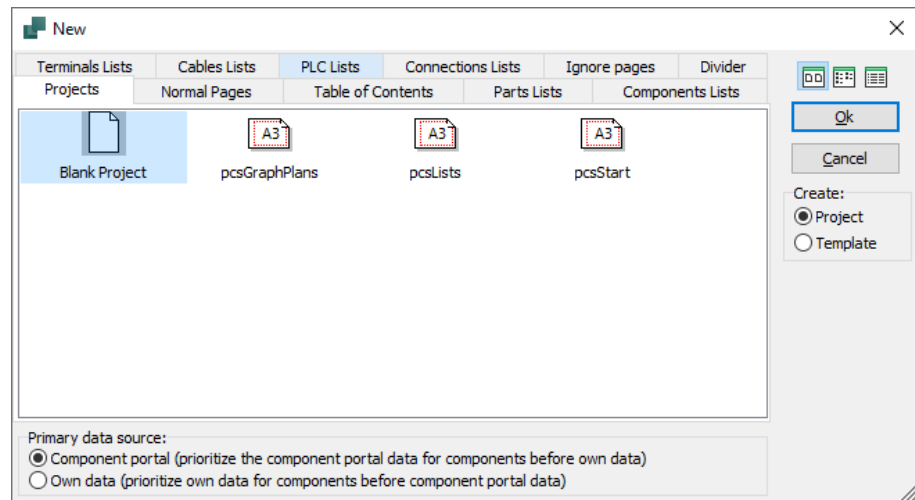 New
Terminals Lists Cables Lists PLC Lists Connections Lists Ignore pages Divider
Projects Normal Pages Table of Contents Parts Lists Components Lists
A3 A3 A3
Blank Project pcsGraphPlans pcsLists pcsStart
Ok
Cancel
Create:
Project
Template
Primary data source:
Component portal (prioritize the component portal data for components before own data)
Own data (prioritize own data for components before component portal data)